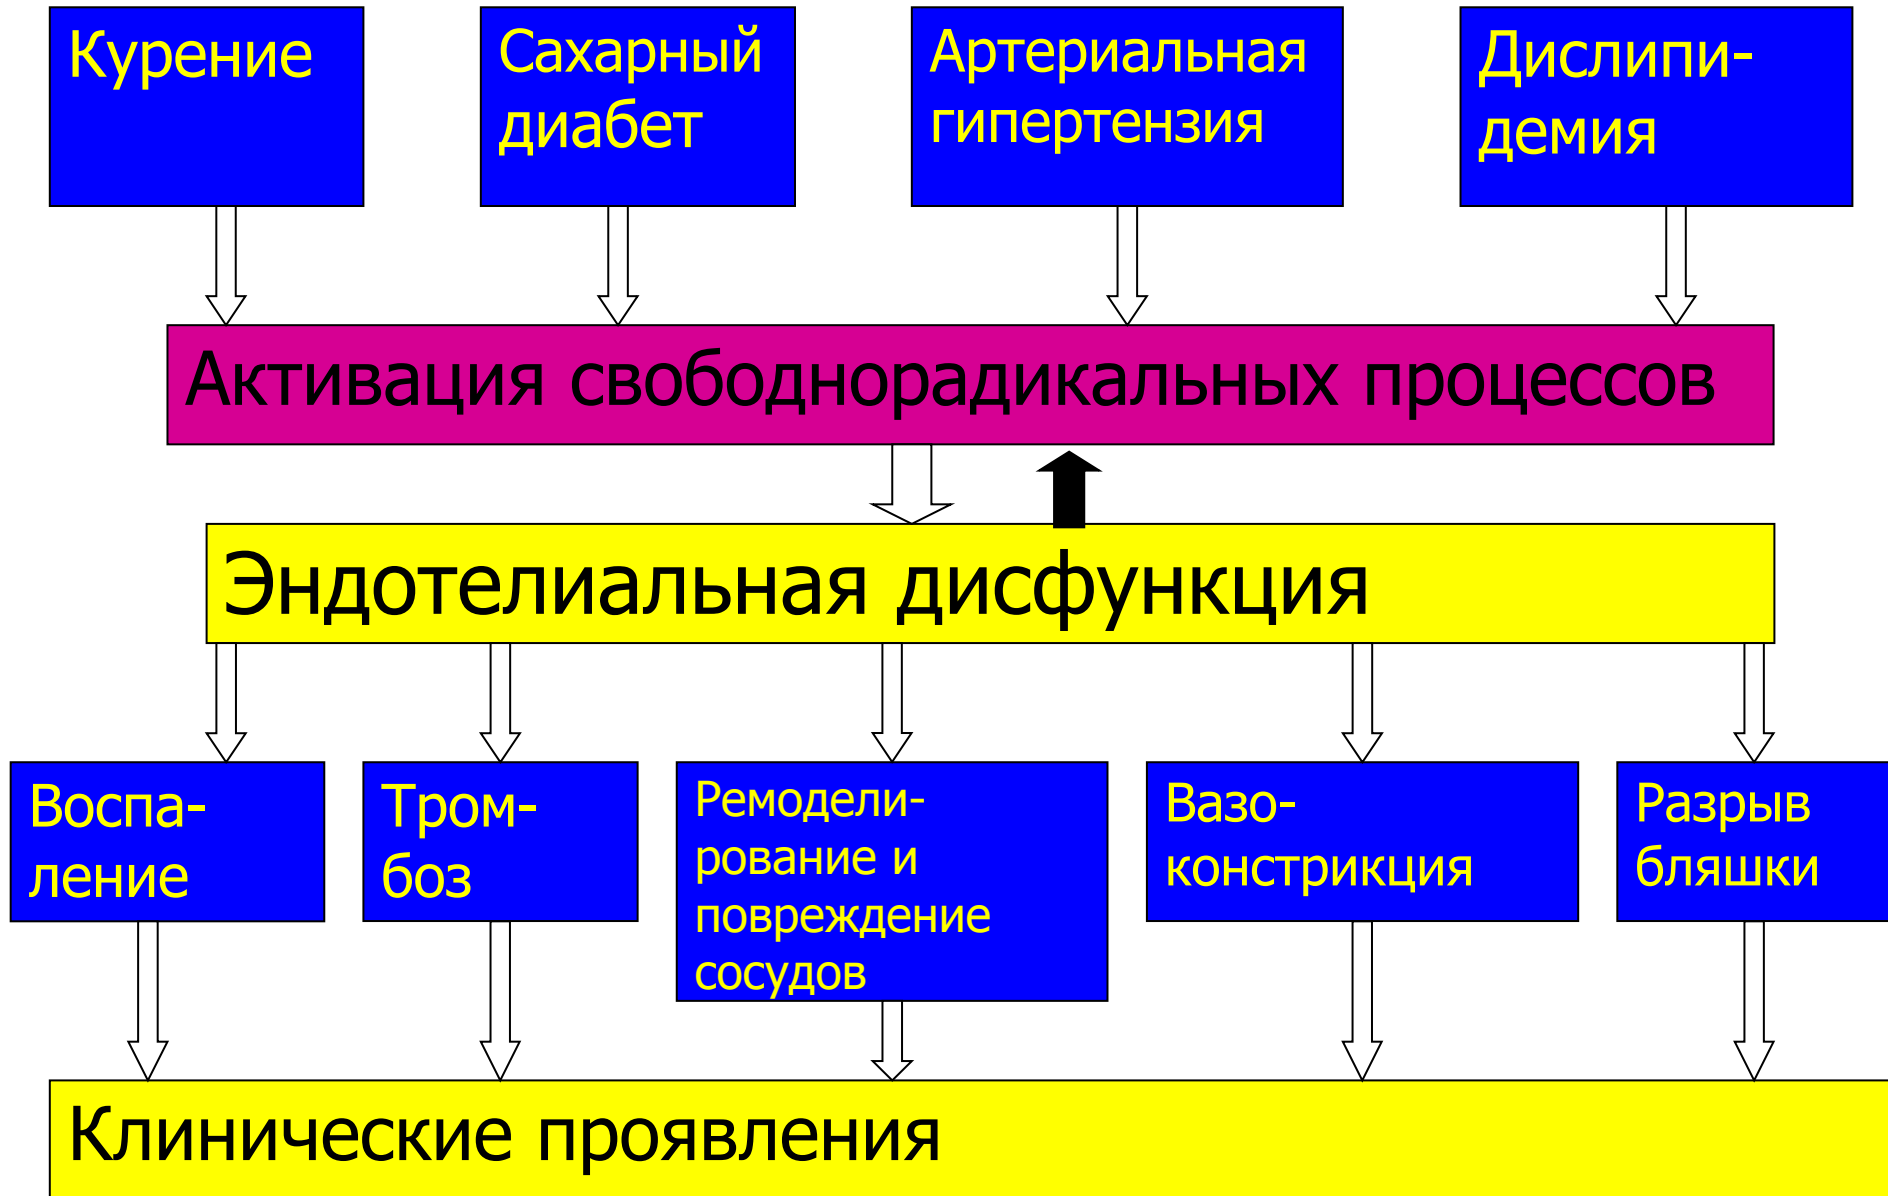 Курение
Сахарный
диабет
Артериальная
гипертензия
Дислипи-
демия
Активация свободнорадикальных процессов
Эндотелиальная дисфункция
Воспа-
ление
Тром-
боз
Ремодели-
рование и
повреждение
сосудов
Вазо-
констрикция
Разрыв
бляшки
Клинические проявления